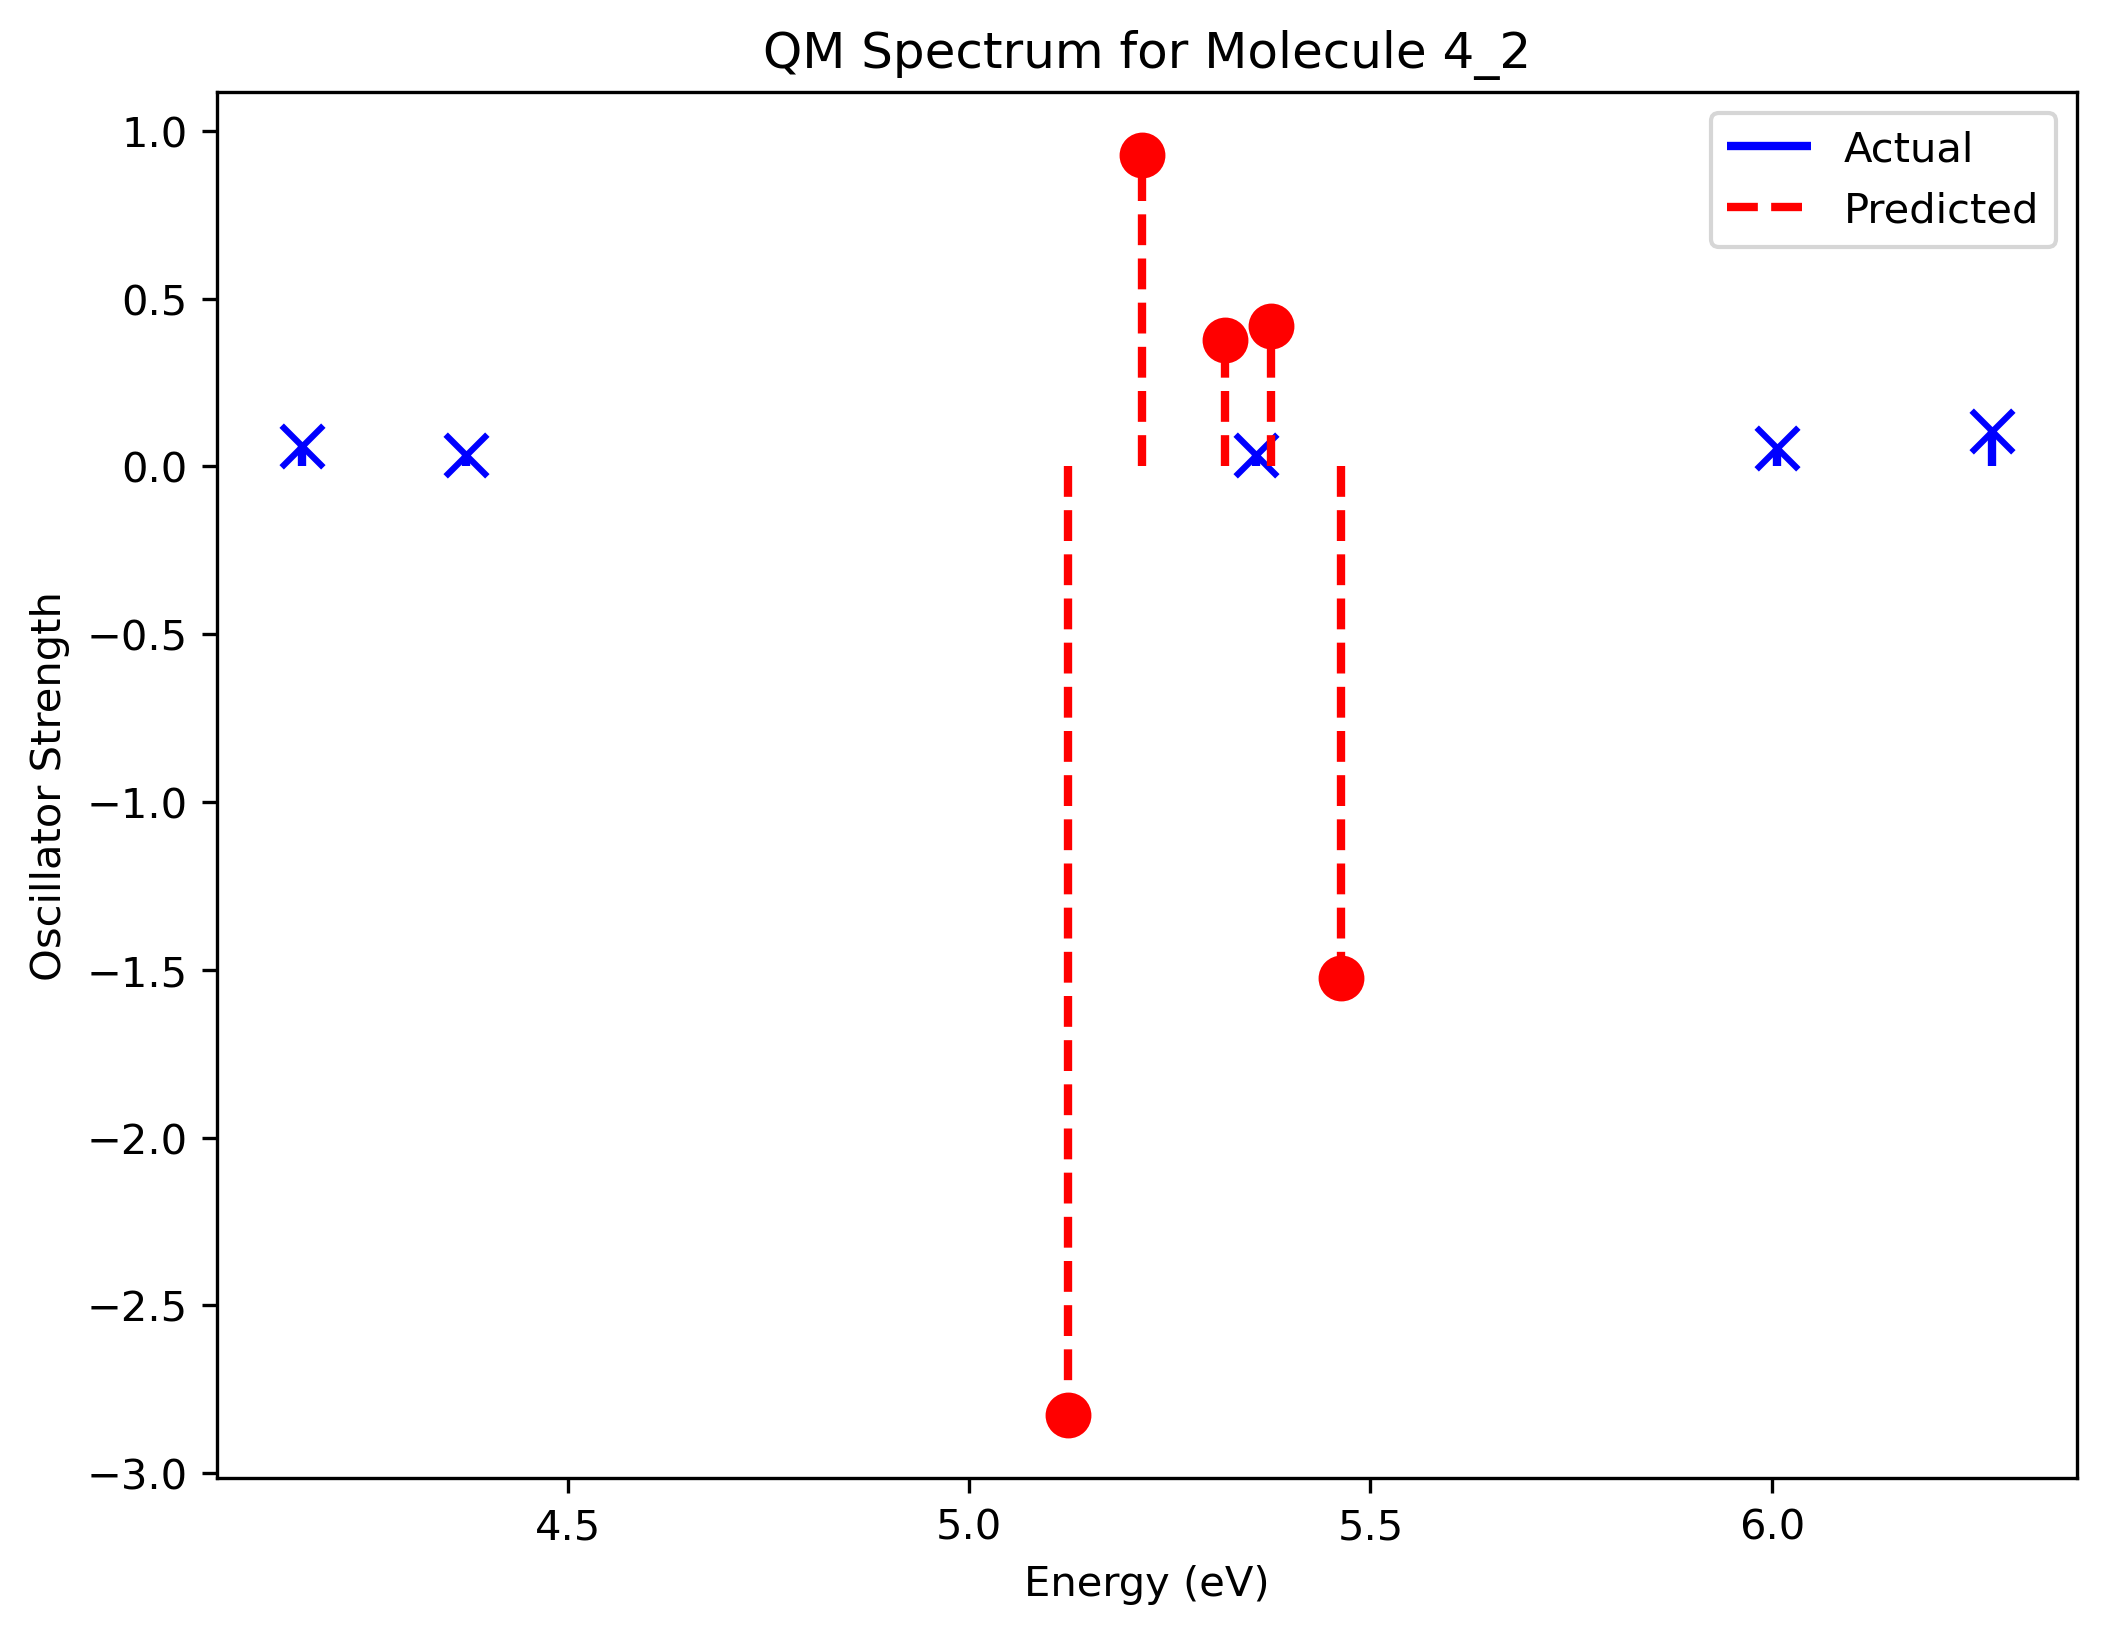 QM Spectrum for Molecule 4_2
Actual
Predicted
1.0
0.5
0.0
−0.5
−1.0
−1.5
−2.0
−2.5
−3.0
Oscillator Strength
4.5 5.0 5.5 6.0
Energy (eV)